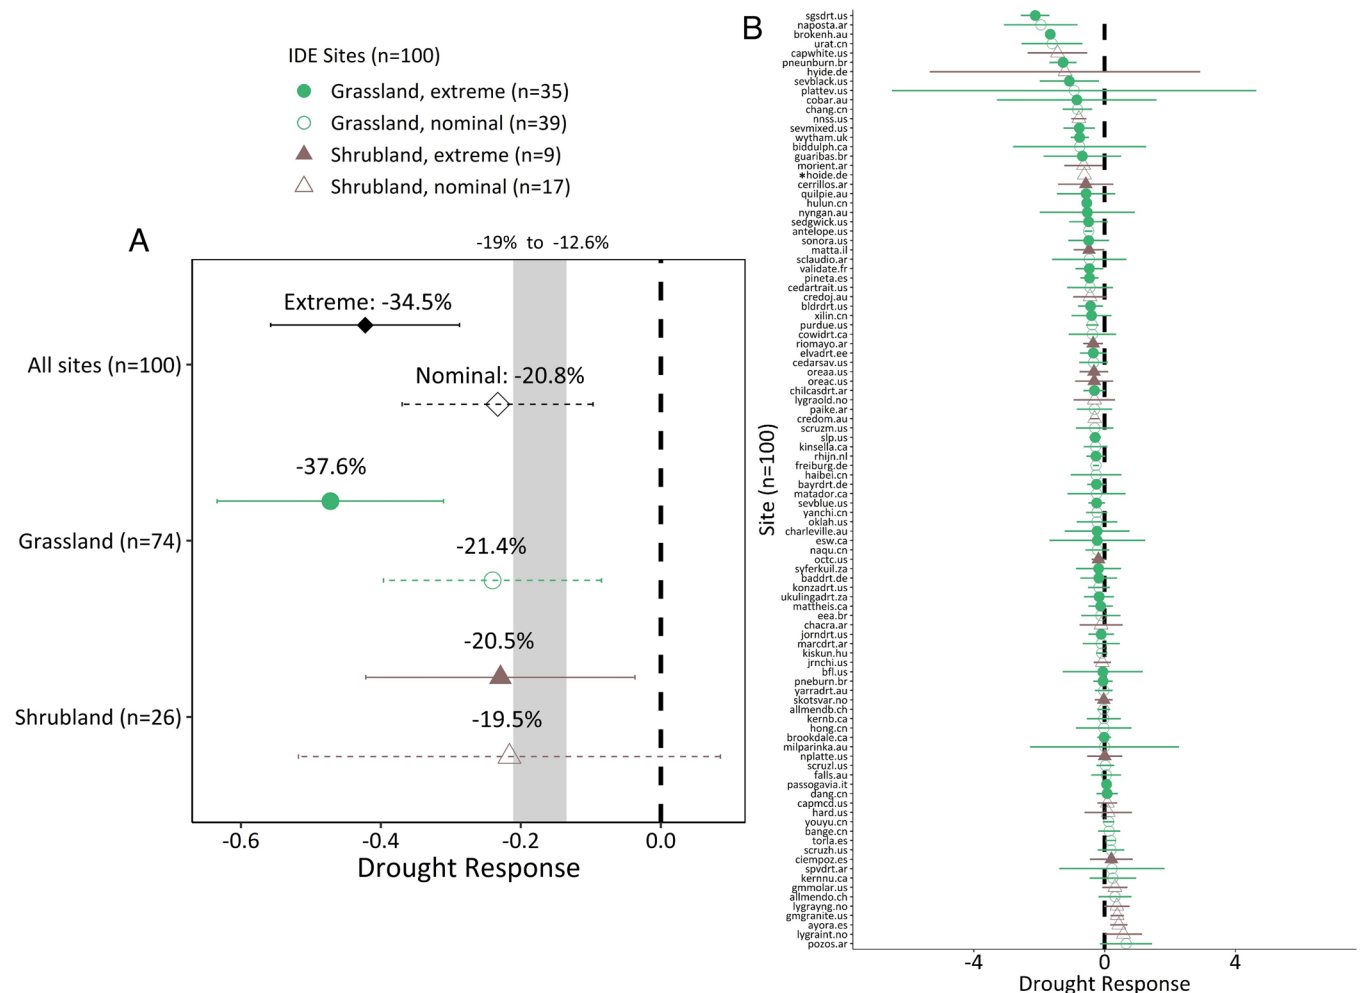 IDE Sites (n=100)
Grassland, extreme (n=35)
Grassland, nominal (n=39)
Shrubland, extreme (n=9)
Shrubland, nominal (n=17)
A
-19% to -12.6%
Extreme: -34.5%
All sites (n=100)
Nominal: -20.8%
-37.6%
Grassland (n=74)
-21.4%
-20.5%
Shrubland (n=26)
-19.5%
-0.6 -0.4 -0.2 0.0
Drought Response
B
Site (n=100)
sgsdrt.us
naposta.ar
brokenh.au
urat.cn
capwhite.us
pneunburn.br
hyide.de
sevblack.us
plattev.us
cobar.au
chang.cn
nnss.us
sevmixed.us
wytham.uk
biddulph.ca
guaribas.br
morient.ar
*hoide.de
cerrillos.ar
quilpie.au
hulun.cn
nyngan.au
sedgwick.us
antelope.us
sonora.us
matta.il
sclaudio.ar
validate.fr
pineta.es
cedartrait.us
credoj.au
bldrdrt.us
xilin.cn
purdue.us
cowidrt.ca
riomayo.ar
elvadrt.ee
cedarsav.us
oreaa.us
oreac.us
chilcasdrt.ar
lygraold.no
paike.ar
credom.au
scruzm.us
slp.us
kinsella.ca
rhijn.nl
freiburg.de
haibei.cn
bayrdrt.de
matador.ca
sevblue.us
yanchi.cn
oklah.us
charleville.au
esw.ca
naqu.cn
octc.us
syferkuil.za
baddrt.de
konzadrt.us
ukulingadrt.za
mattheis.ca
eea.br
chacra.ar
jorndrt.us
marcdrt.ar
kiskun.hu
jrnchi.us
bfl.us
pneburn.br
yarradrt.au
skotsvar.no
allmendb.ch
kernb.ca
hong.cn
brookdale.ca
milparinka.au
nplatte.us
scruzl.us
falls.au
passogavia.it
dang.cn
capmcd.us
hard.us
youyu.cn
bange.cn
torla.es
scruzh.us
ciempoz.es
spvdrt.ar
kernnu.ca
gmmolar.us
allmendo.ch
lygrayng.no
gmgranite.us
ayora.es
lygraint.no
pozos.ar
-4 0 4
Drought Response